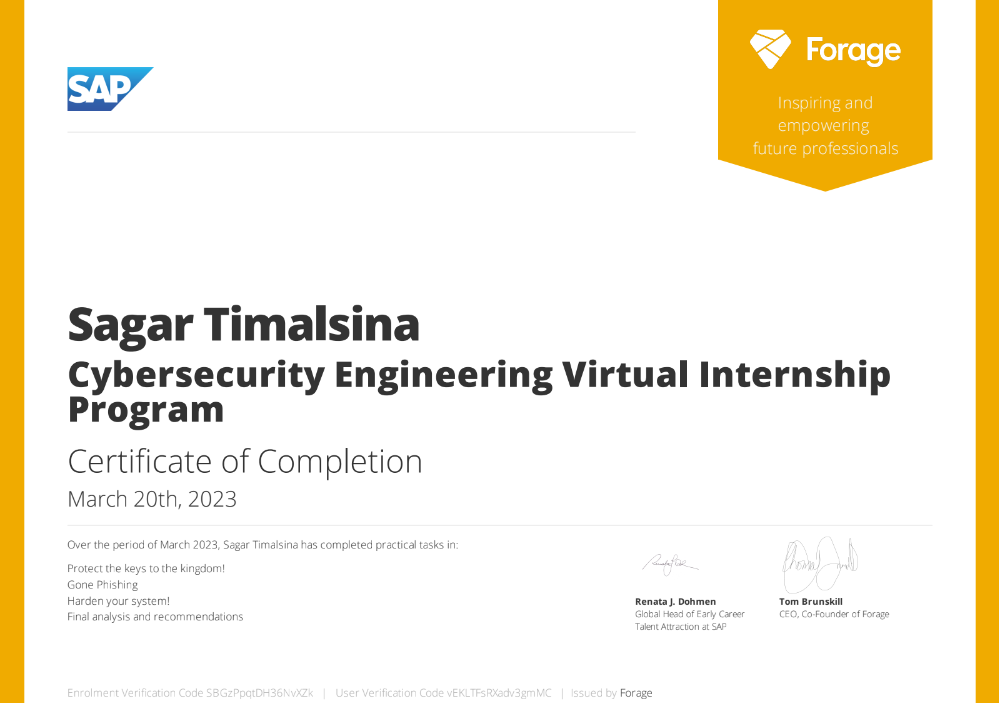 SAP
Forage
Inspiring and
empowering
future professionals
Sagar Timalsina
Cybersecurity Engineering Virtual Internship
Program
Certificate of Completion
March 20th, 2023
Over the period of March 2023, Sagar Timalsina has completed practical tasks in:
Protect the keys to the kingdom!
Gone Phishing
Harden your system!
Final analysis and recommendations
Renata J. Dohmen
Global Head of Early Career
Talent Attraction at SAP
Tom Brunskill
CEO, Co-Founder of Forage
Enrolment Verification Code SBGzPpqtDH36NvXZk | User Verification Code vEKLTFsRXadv3gmMC | Issued by Forage